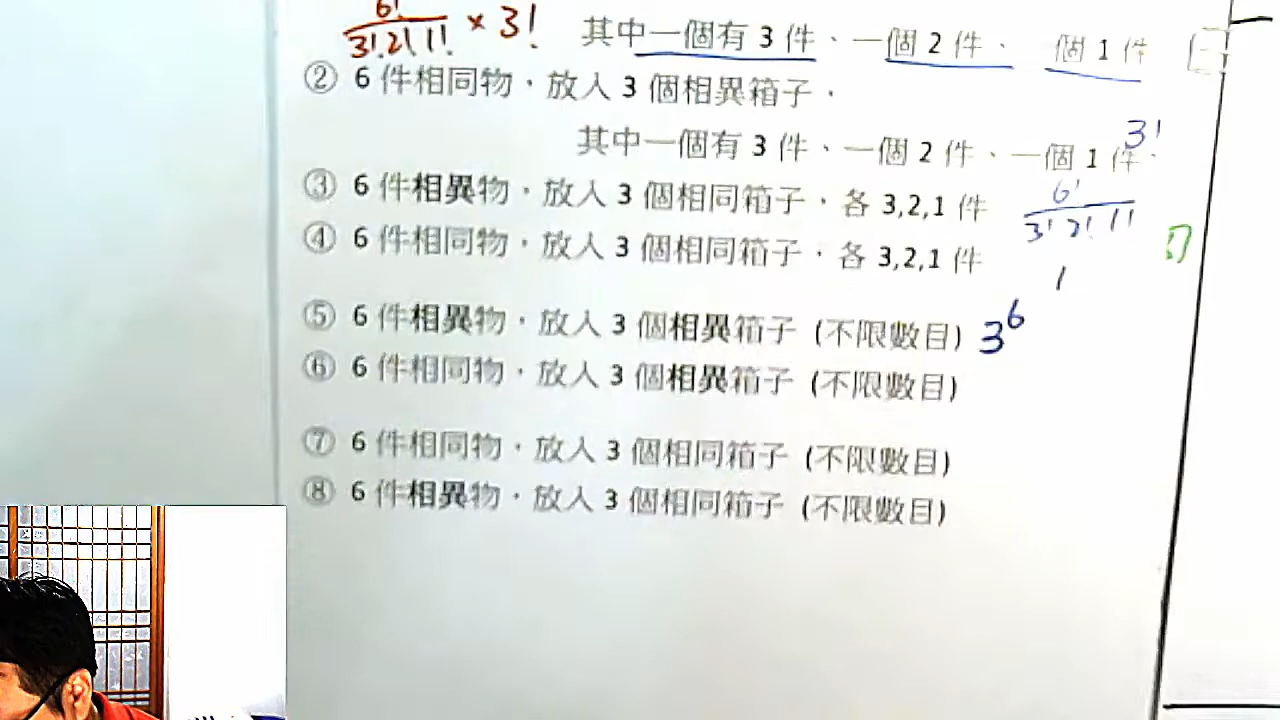 6!
3!2!1! × 3! 其中一個有 3 件、一個 2 件、 個 1 件
② 6 件相同物，放入 3 個相異箱子，
3!
其中一個有 3 件、一個 2 件、一個 1 件、
③ 6 件相異物，放入 3 個相同箱子，各 3,2,1 件
6!
3!2!1!
④ 6 件相同物，放入 3 個相同箱子，各 3,2,1 件
1
⑤ 6 件相異物，放入 3 個相異箱子 (不限數目) 3⁶
⑥ 6 件相同物，放入 3 個相異箱子 (不限數目)
⑦ 6 件相同物，放入 3 個相同箱子 (不限數目)
⑧ 6 件相異物，放入 3 個相同箱子 (不限數目)